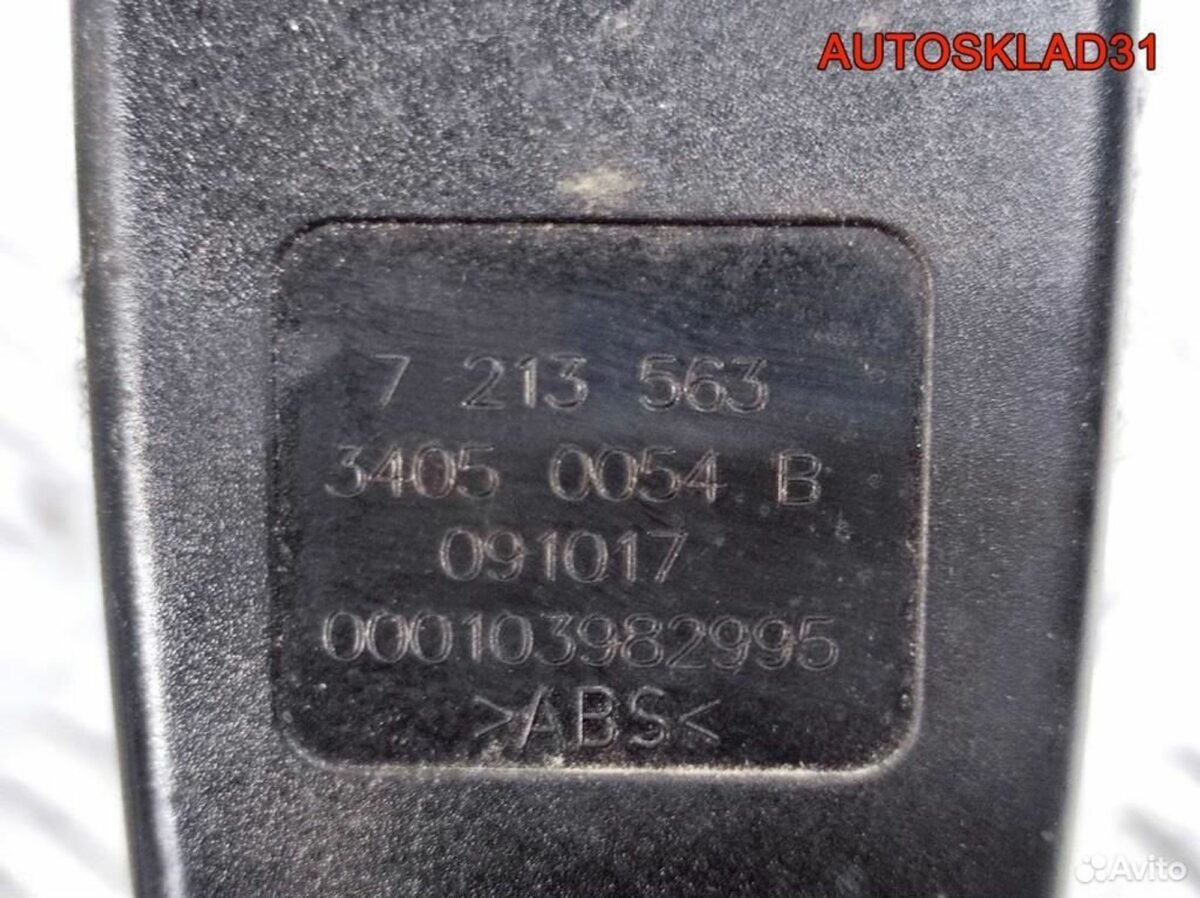 AUTOSKLAD31
7 213 563
3405 0054 B
091017
000103982995
>ABS<
Avito